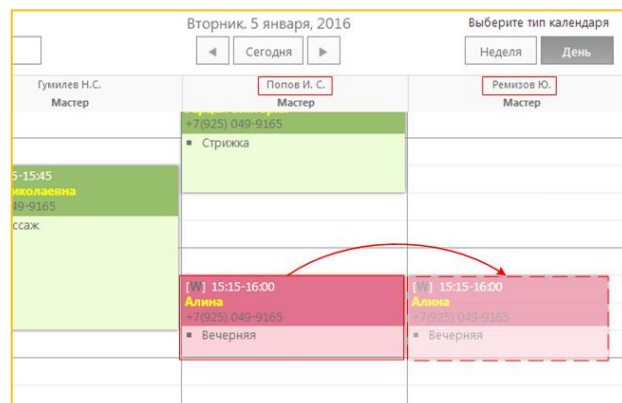 Вторник. 5 января, 2016
Выберите тип календаря
Сегодня
Неделя
День
Гумилев Н.С.
Мастер
Попов И. С.
Мастер
Ремизов Ю.
Мастер
+7(925) 049-9165
▪ Стрижка
5-15:45
иколаевна
49-9165
ссаж
[W] 15:15-16:00
Алина
+7(925) 049-9165
▪ Вечерняя
[W] 15:15-16:00
Алина
+7(925) 049-9165
▪ Вечерняя